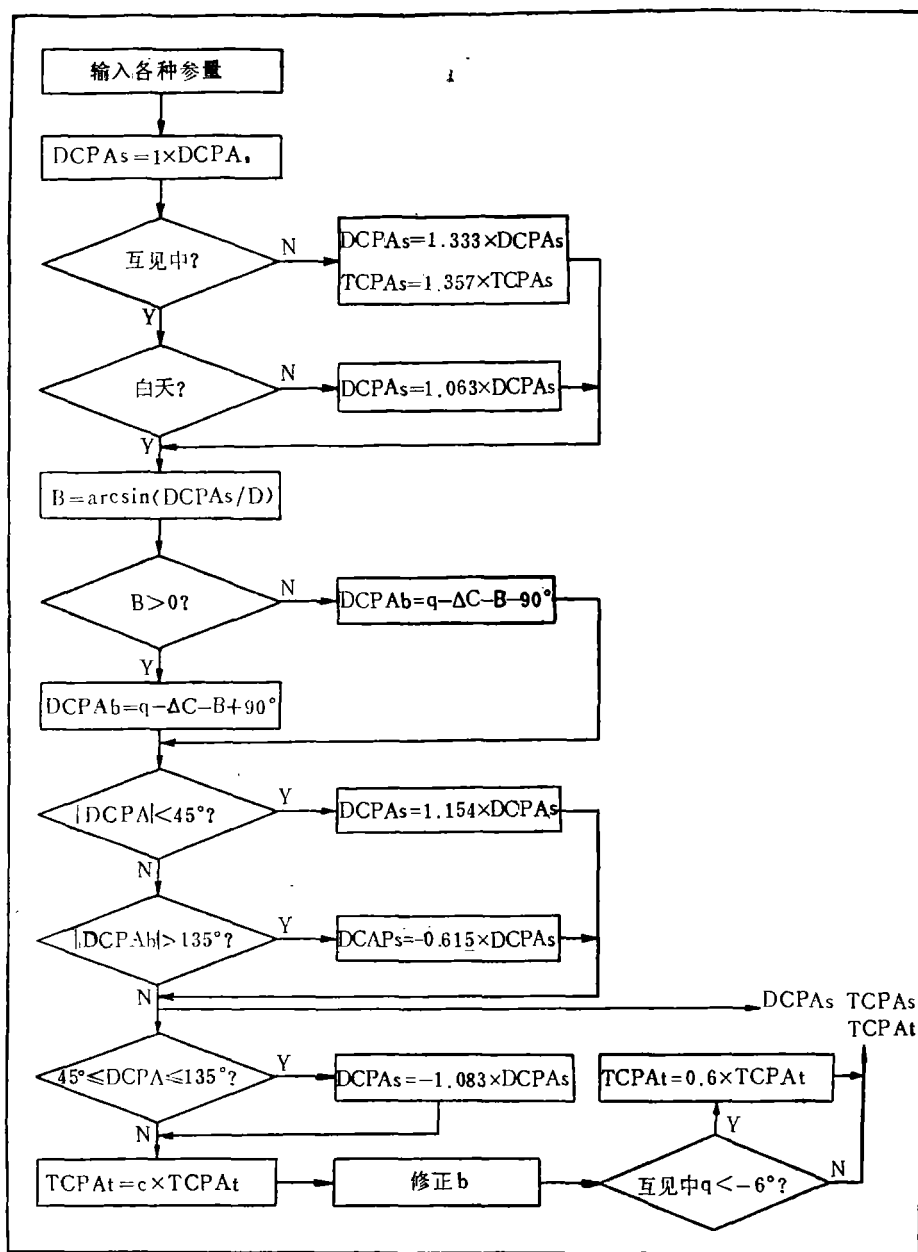 输入各种参量
DCPAs=1×DCPA.
互见中?
N
DCPAs=1.333×DCPAs
TCPAs=1.357×TCPAs
Y
白天?
N
DCPAs=1.063×DCPAs
Y
B=arcsin(DCPAs/D)
B>0?
N
DCPAb=q-ΔC-B-90°
Y
DCPAb=q-ΔC-B+90°
|DCPA|<45°?
Y
DCPAs=1.154×DCPAs
N
|DCPAb|>135°?
Y
DCAPs=-0.615×DCPAs
N
DCPAs TCPAs
TCPAt
45°≤DCPA≤135°?
Y
DCPAs=-1.083×DCPAs
TCPAt=0.6×TCPAt
N
Y
TCPAt=c×TCPAt
修正b
互见中q<-6°?
N